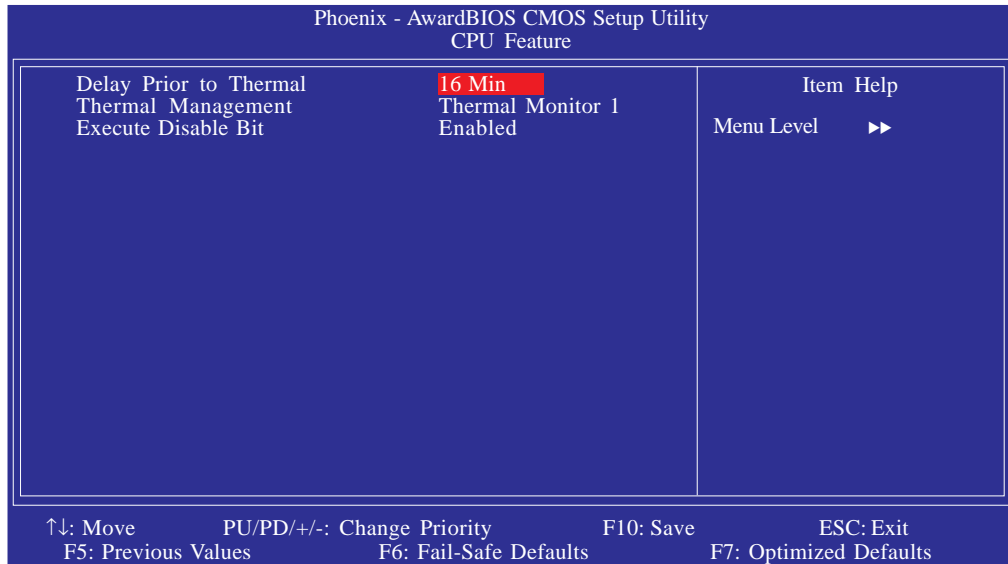 Phoenix - AwardBIOS CMOS Setup Utility
CPU Feature
Delay Prior to Thermal 16 Min
Thermal Management Thermal Monitor 1
Execute Disable Bit Enabled
Item Help
Menu Level ▶▶
↑↓: Move PU/PD/+/-: Change Priority F10: Save ESC: Exit
F5: Previous Values F6: Fail-Safe Defaults F7: Optimized Defaults